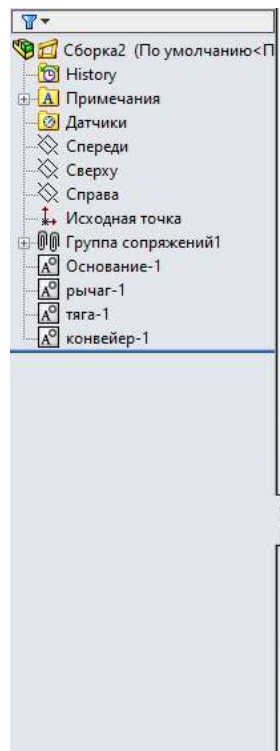 Сборка2 (По умолчанию<П
History
Примечания
Датчики
Спереди
Сверху
Справа
Исходная точка
Группа сопряжений1
Основание-1
рычаг-1
тяга-1
конвейер-1